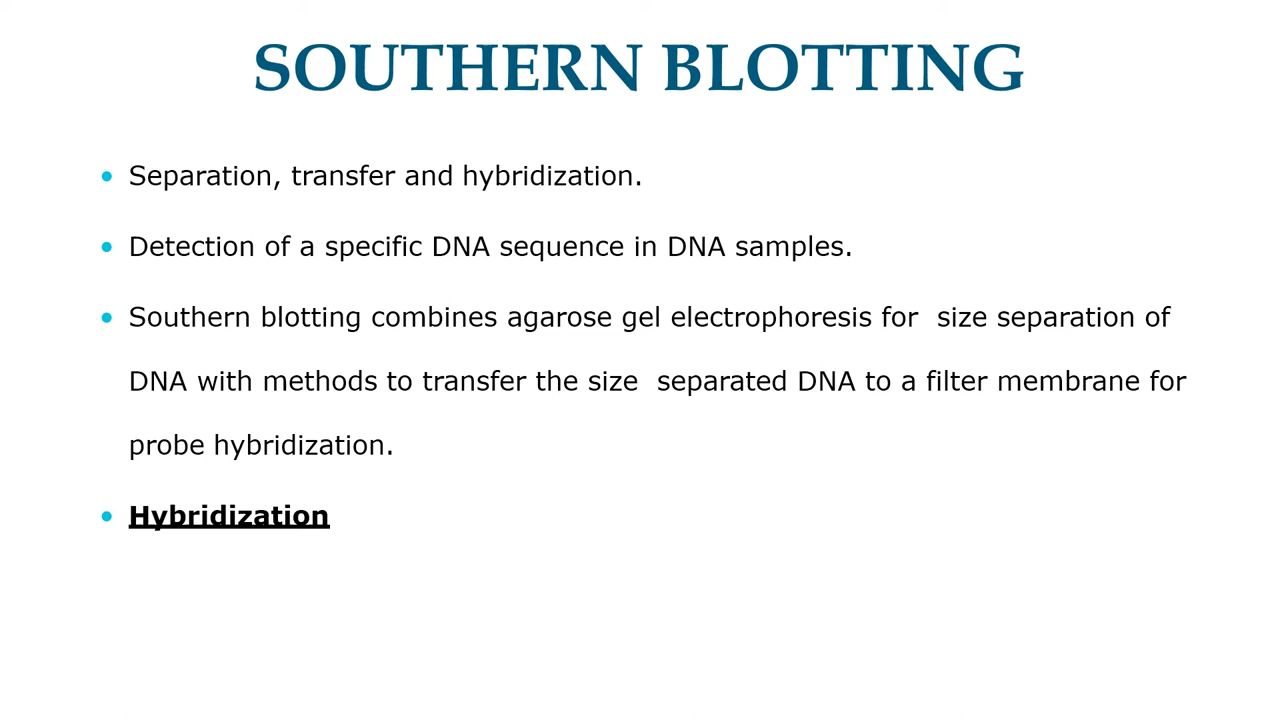 SOUTHERN BLOTTING
• Separation, transfer and hybridization.
• Detection of a specific DNA sequence in DNA samples.
• Southern blotting combines agarose gel electrophoresis for  size separation of
DNA with methods to transfer the size  separated DNA to a filter membrane for
probe hybridization.
• Hybridization